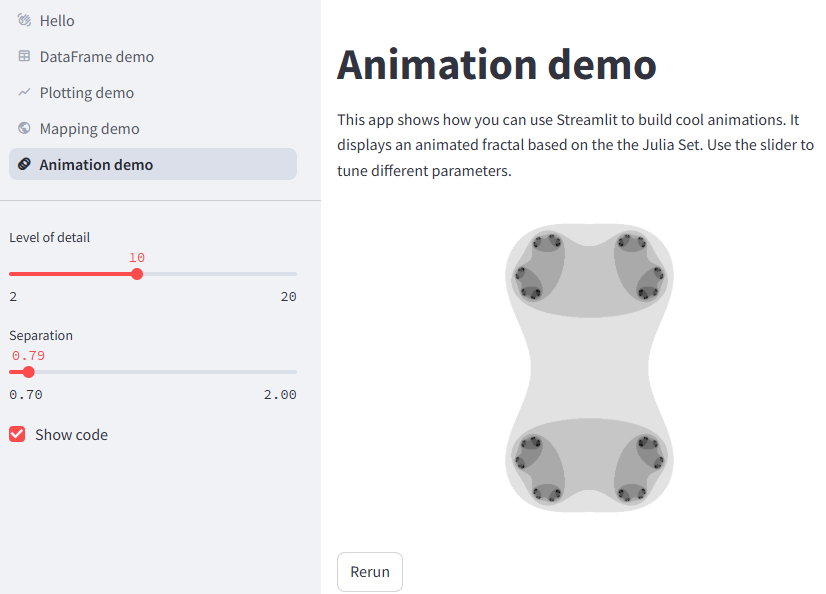 Hello
DataFrame demo
Plotting demo
Mapping demo
Animation demo
Level of detail
10
2 20
Separation
0.79
0.70 2.00
Show code
Animation demo
This app shows how you can use Streamlit to build cool animations. It
displays an animated fractal based on the the Julia Set. Use the slider to
tune different parameters.
Rerun